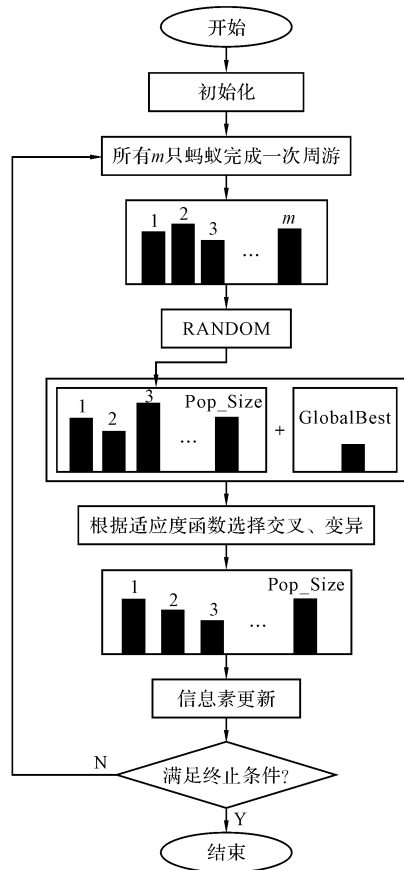 开始
初始化
所有m只蚂蚁完成一次周游
1 2 3 … m
RANDOM
1 2 3 … Pop_Size + GlobalBest
根据适应度函数选择交叉、变异
1 2 3 … Pop_Size
信息素更新
N 满足终止条件?
Y
结束